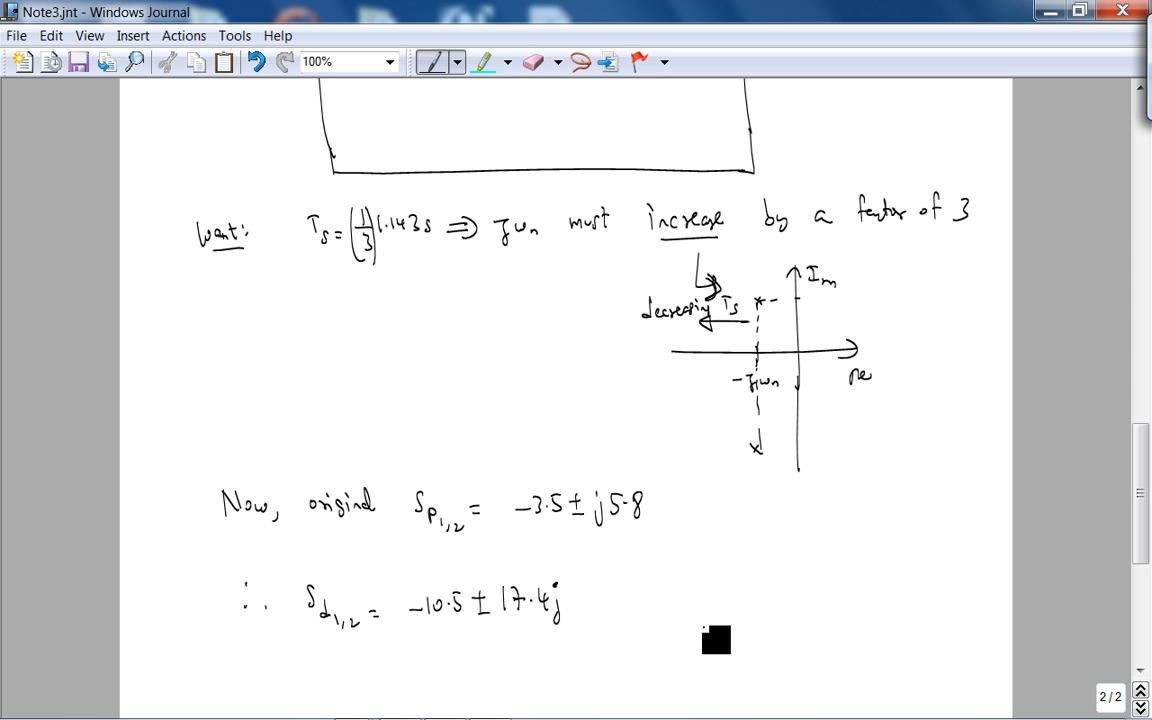 Note3.jnt - Windows Journal
File Edit View Insert Actions Tools Help
100%
Want: Ts = (1/3) 1.143s ⇒ ζωn must increase by a factor of 3
Im
decreasing Ts
Re
-ζωn
Now, original Sp1,2 = -3.5 ± j5.8
∴ Sd1,2 = -10.5 ± 17.4j
2/2